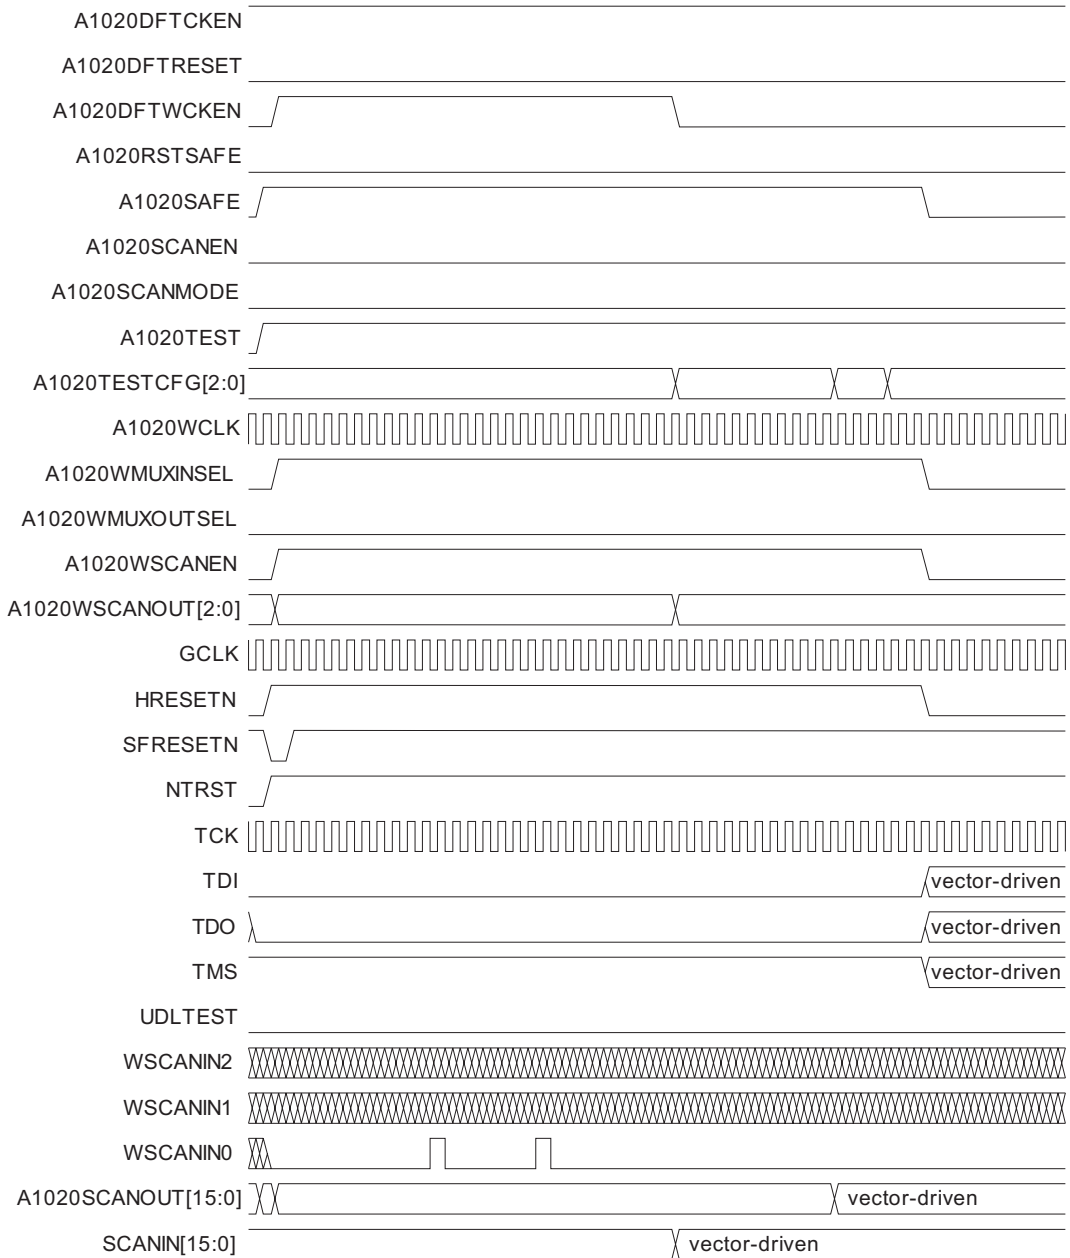 A1020DFTCKEN
A1020DFTRESET
A1020DFTWCKEN
A1020RSTSAFE
A1020SAFE
A1020SCANEN
A1020SCANMODE
A1020TEST
A1020TESTCFG[2:0]
A1020WCLK
A1020WMUXINSEL
A1020WMUXOUTSEL
A1020WSCANEN
A1020WSCANOUT[2:0]
GCLK
HRESETN
SFRESETN
NTRST
TCK
TDI vector-driven
TDO vector-driven
TMS vector-driven
UDLTEST
WSCANIN2
WSCANIN1
WSCANIN0
A1020SCANOUT[15:0] vector-driven
SCANIN[15:0] vector-driven